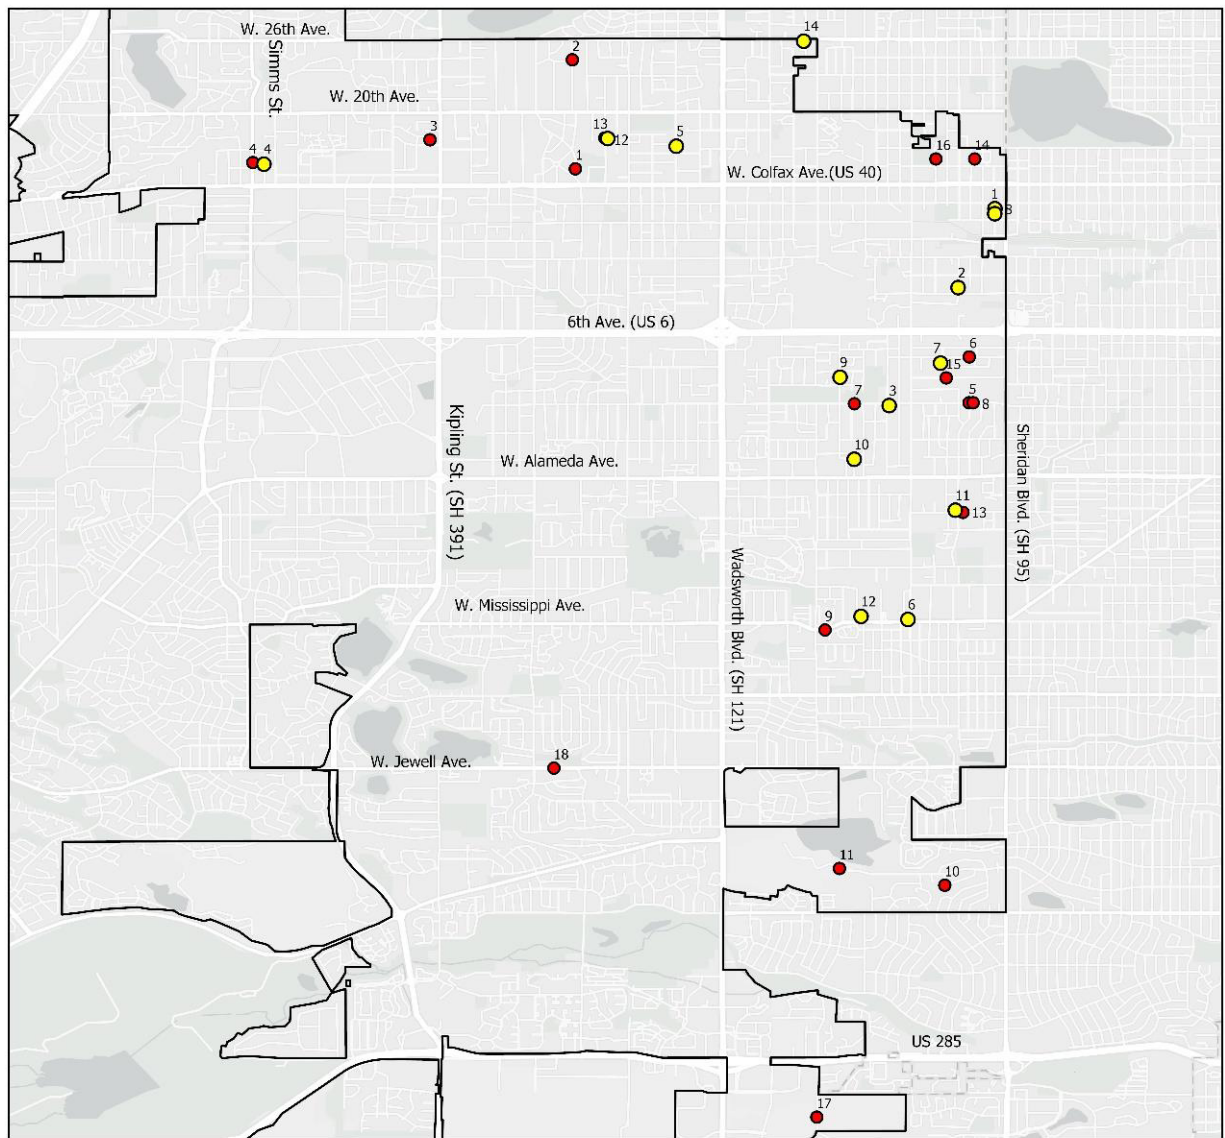 W. 26th Ave.
14
Simms St.
2
W. 20th Ave.
3
13
12
5
4
4
1
16
14
W. Colfax Ave.(US 40)
1
8
2
6th Ave. (US 6)
6
7
15
9
7
3
5
8
Kipling St. (SH 391)
Sheridan Blvd. (SH 95)
10
W. Alameda Ave.
11
13
Wadsworth Blvd. (SH 121)
W. Mississippi Ave.
12
6
9
18
W. Jewell Ave.
11
10
US 285
17